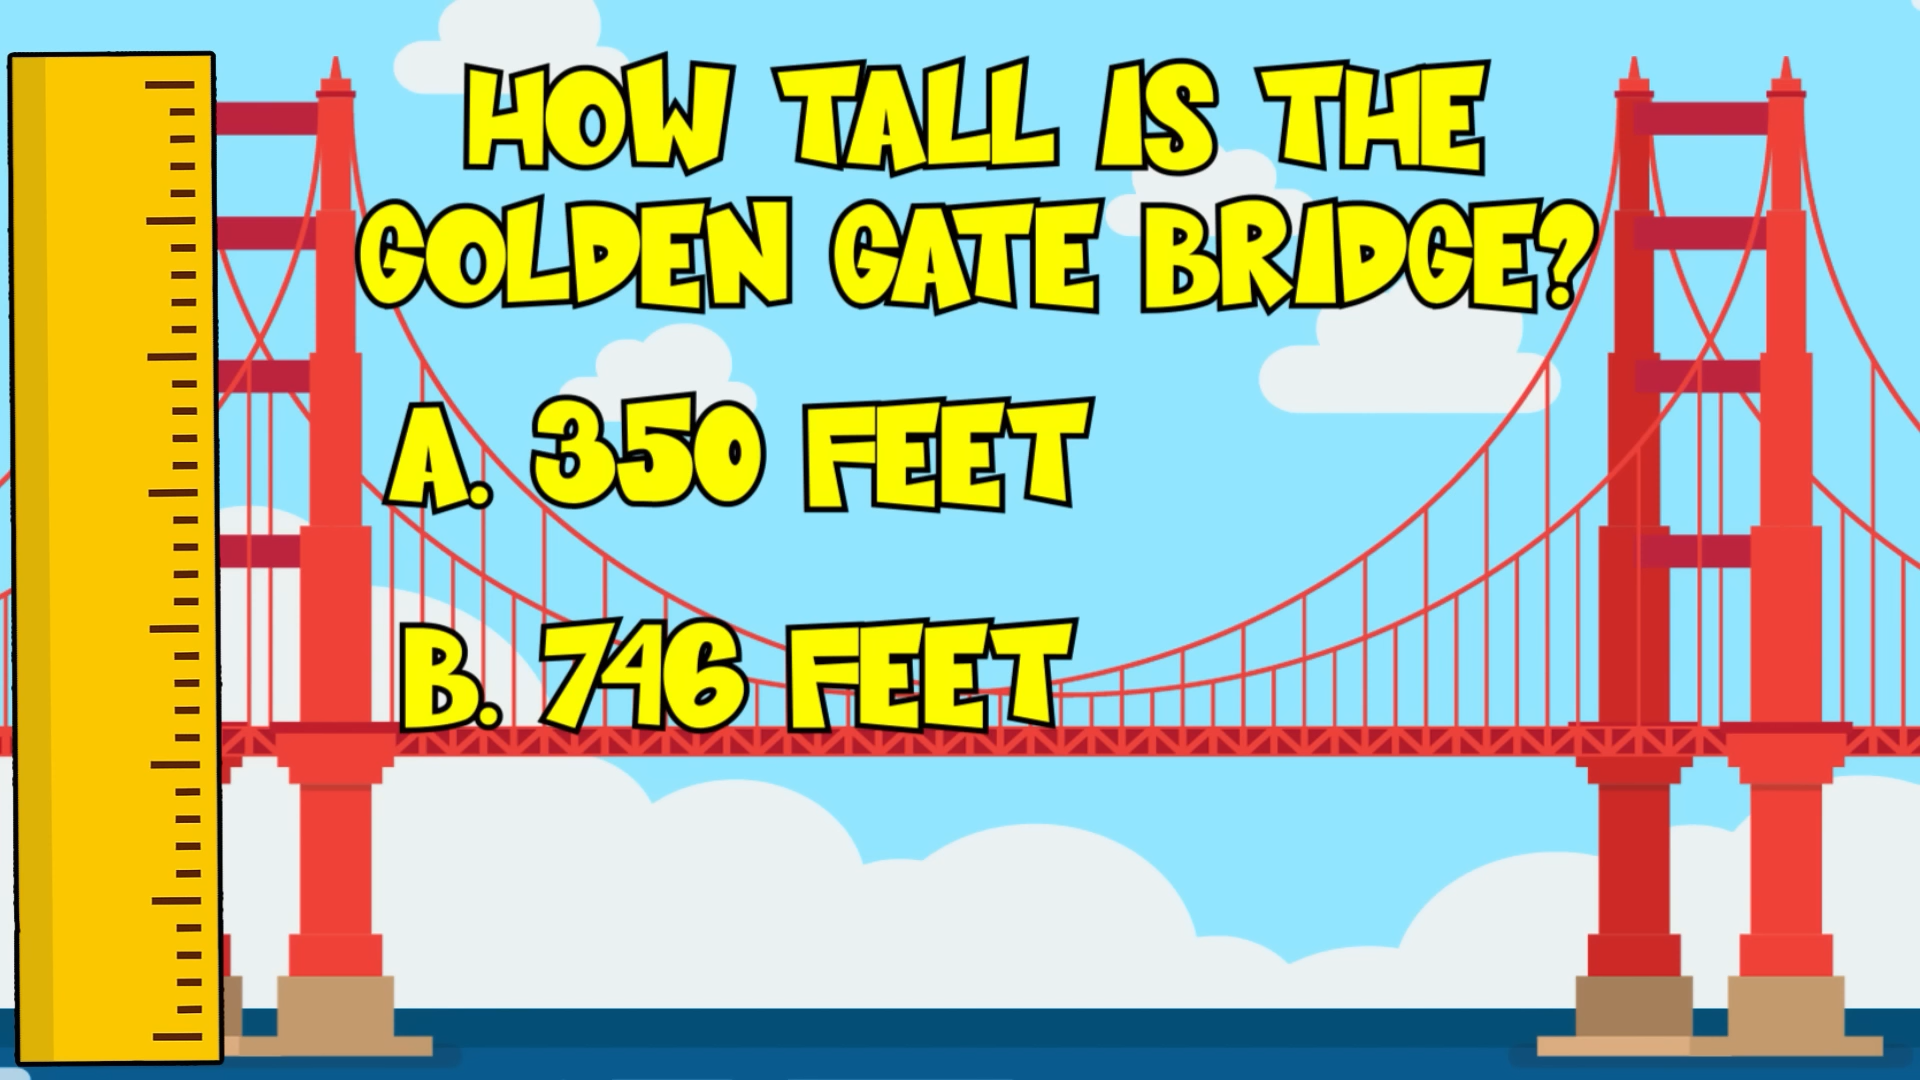 HOW TALL IS THE
GOLDEN GATE BRIDGE?
A. 350 FEET
B. 746 FEET